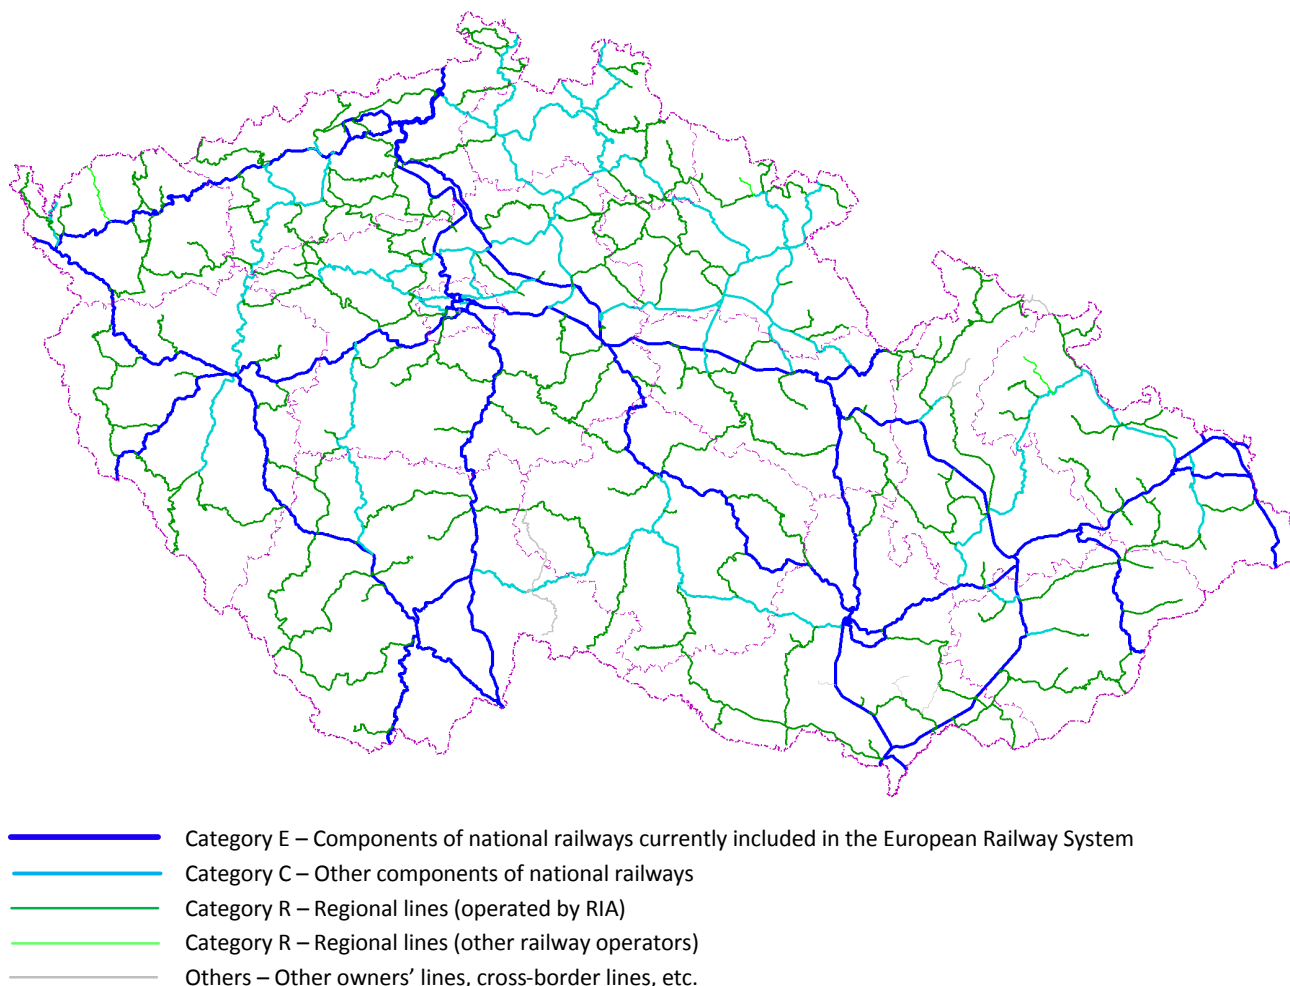 Category E – Components of national railways currently included in the European Railway System
Category C – Other components of national railways
Category R – Regional lines (operated by RIA)
Category R – Regional lines (other railway operators)
Others – Other owners’ lines, cross-border lines, etc.